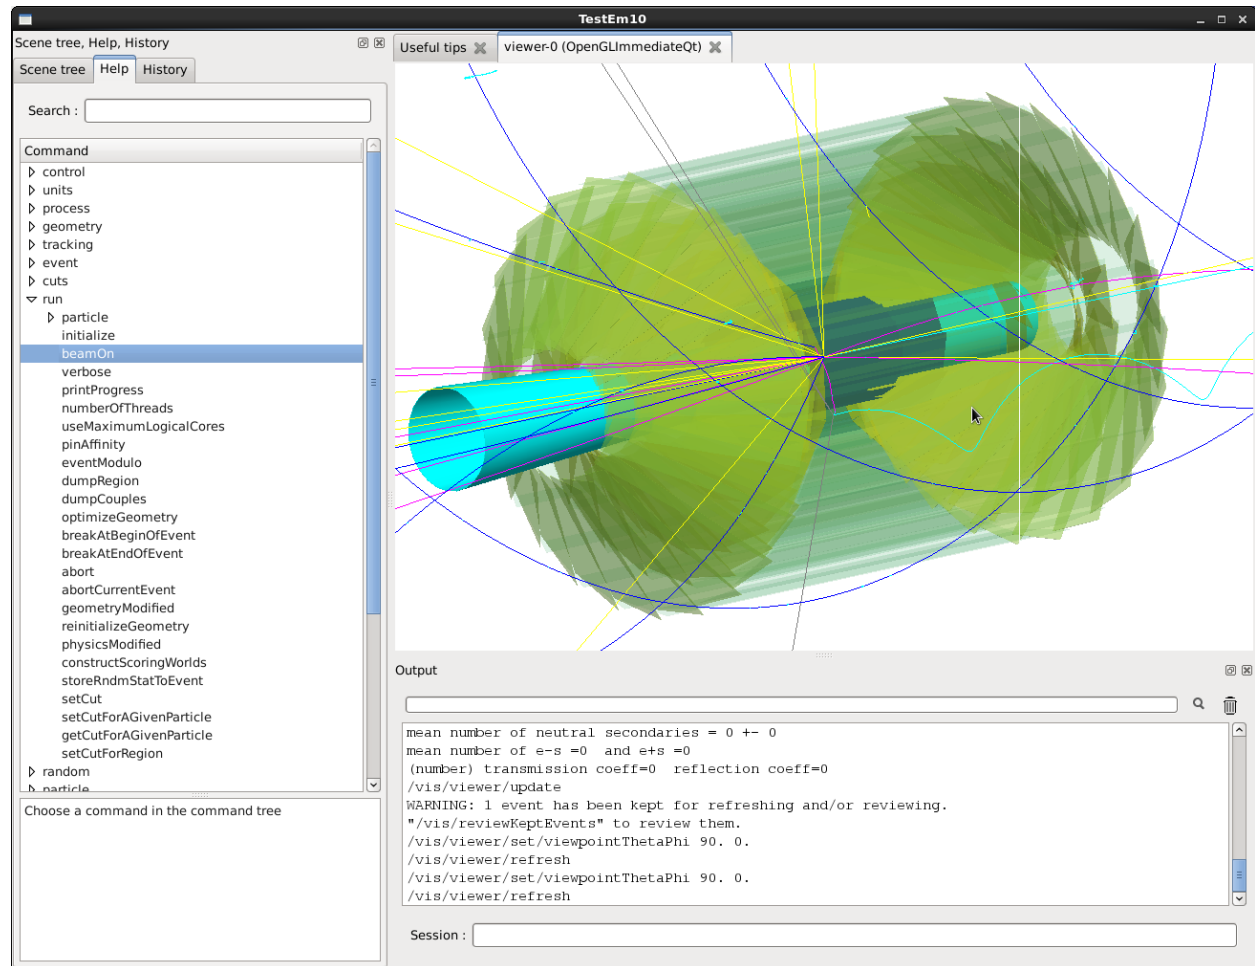 TestEm10
Scene tree, Help, History
Scene tree Help History
Search :
Command
control
units
process
geometry
tracking
event
cuts
run
particle
initialize
beamOn
verbose
printProgress
numberOfThreads
useMaximumLogicalCores
pinAffinity
eventModulo
dumpRegion
dumpCouples
optimizeGeometry
breakAtBeginOfEvent
breakAtEndOfEvent
abort
abortCurrentEvent
geometryModified
reinitializeGeometry
physicsModified
constructScoringWorlds
storeRndmStatToEvent
setCut
setCutForAGivenParticle
getCutForAGivenParticle
setCutForRegion
random
particle
Choose a command in the command tree
Useful tips viewer-0 (OpenGLImmediateQt)
Output
mean number of neutral secondaries = 0 +- 0
mean number of e-s =0 and e+s =0
(number) transmission coeff=0 reflection coeff=0
/vis/viewer/update
WARNING: 1 event has been kept for refreshing and/or reviewing.
"/vis/reviewKeptEvents" to review them.
/vis/viewer/set/viewpointThetaPhi 90. 0.
/vis/viewer/refresh
/vis/viewer/set/viewpointThetaPhi 90. 0.
/vis/viewer/refresh
Session :